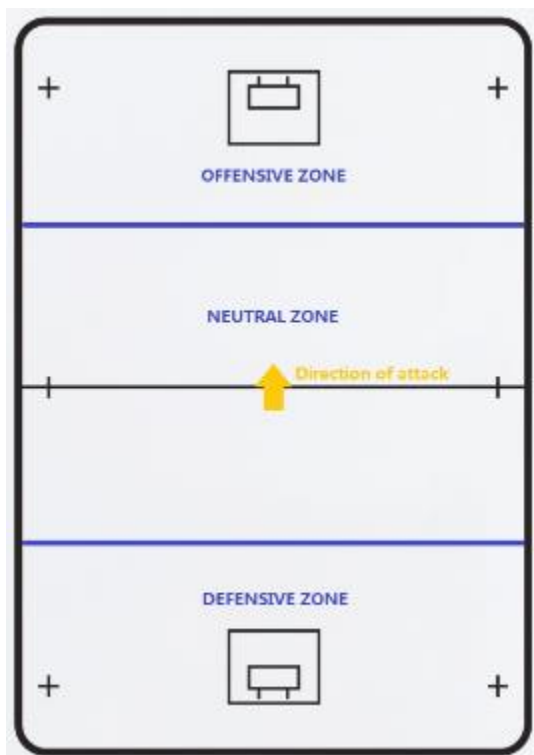 OFFENSIVE ZONE
NEUTRAL ZONE
Direction of attack
DEFENSIVE ZONE